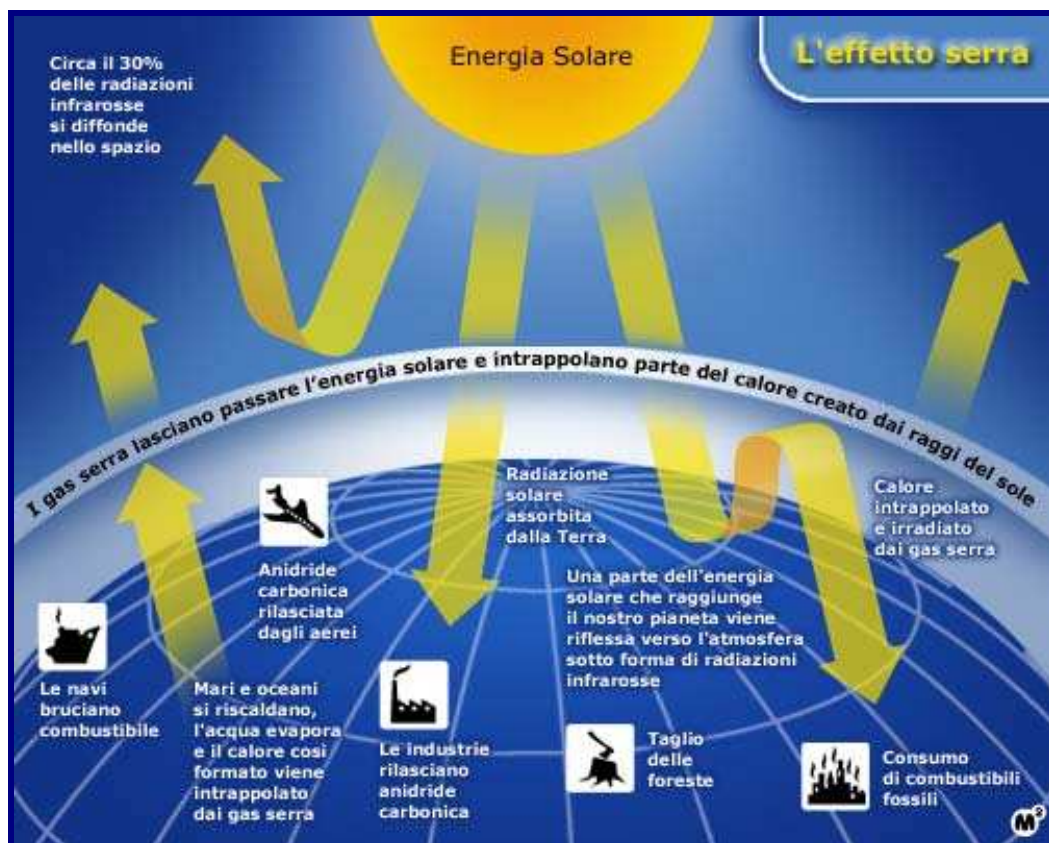 L'effetto serra
Energia Solare
Circa il 30%
delle radiazioni
infrarosse
si diffonde
nello spazio
I gas serra lasciano passare l'energia solare e intrappolano parte del calore creato dai raggi del sole
Radiazione
solare
assorbita
dalla Terra
Calore
intrappolato
e irradiato
dai gas serra
Anidride
carbonica
rilasciata
dagli aerei
Una parte dell'energia
solare che raggiunge
il nostro pianeta viene
riflessa verso l'atmosfera
sotto forma di radiazioni
infrarosse
Le navi
bruciano
combustibile
Mari e oceani
si riscaldano,
l'acqua evapora
e il calore così
formato viene
intrappolato
dai gas serra
Le industrie
rilasciano
anidride
carbonica
Taglio
delle
foreste
Consumo
di combustibili
fossili